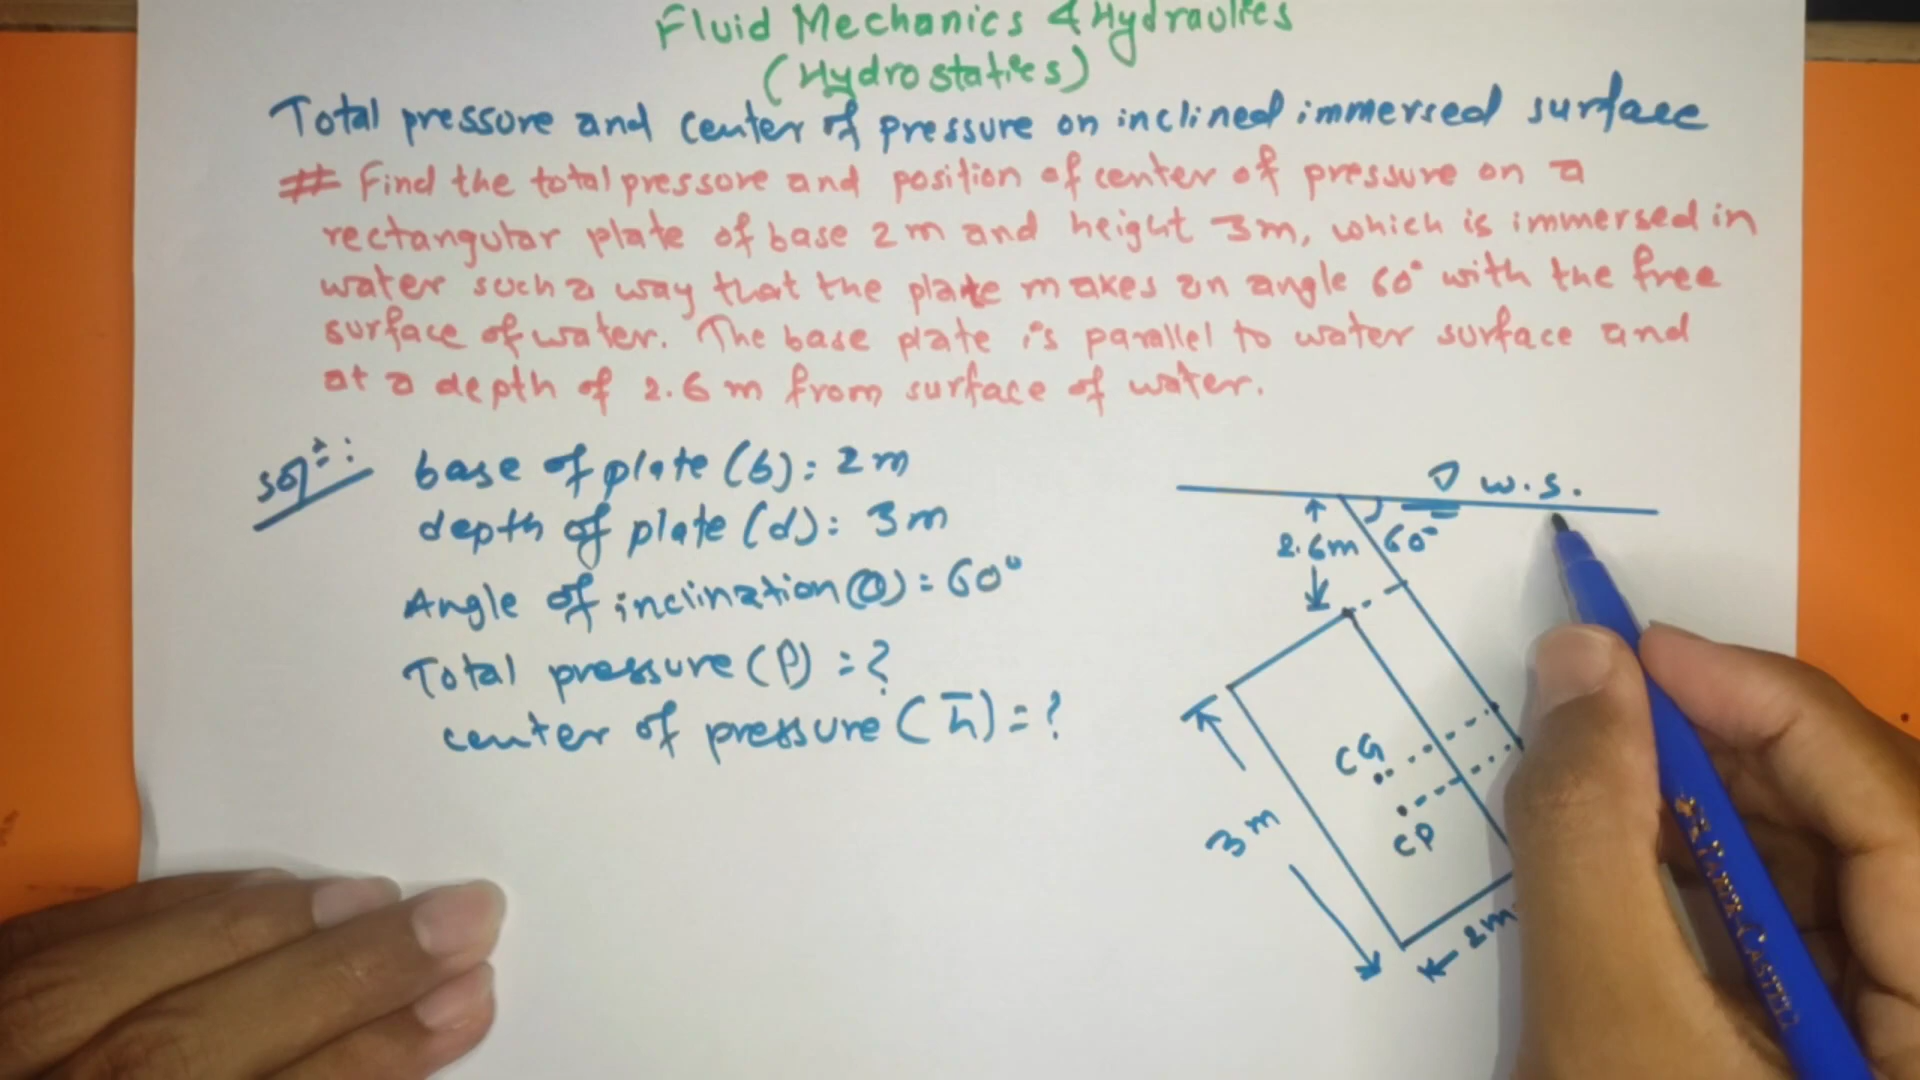 Fluid Mechanics & Hydraulics
(Hydrostatics)
Total pressure and center of pressure on inclined immersed surface
# Find the total pressure and position of center of pressure on a
rectangular plate of base 2m and height 3m, which is immersed in
water such a way that the plate makes an angle 60° with the free
surface of water. The base plate is parallel to water surface and
at a depth of 2.6 m from surface of water.
solⁿ:
base of plate (b): 2m
depth of plate (d): 3m
Angle of inclination (θ) = 60°
Total pressure (P) = ?
center of pressure (h̄) = ?
w.s.
2.6m
60°
CG
CP
3m
2m